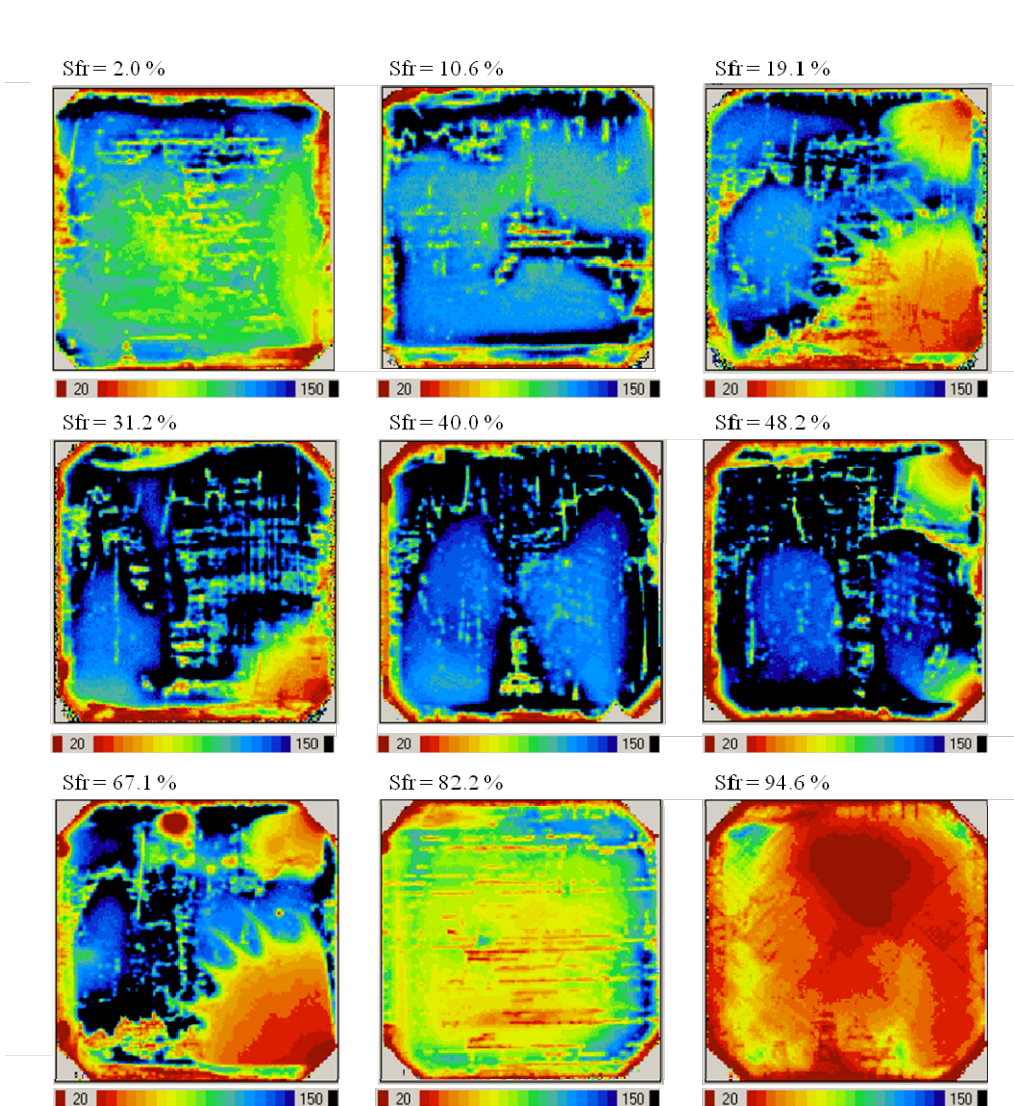 Sfr = 2.0 %
Sfr = 10.6 %
Sfr = 19.1 %
20 150
20 150
20 150
Sfr = 31.2 %
Sfr = 40.0 %
Sfr = 48.2 %
20 150
20 150
20 150
Sfr = 67.1 %
Sfr = 82.2 %
Sfr = 94.6 %
20 150
20 150
20 150